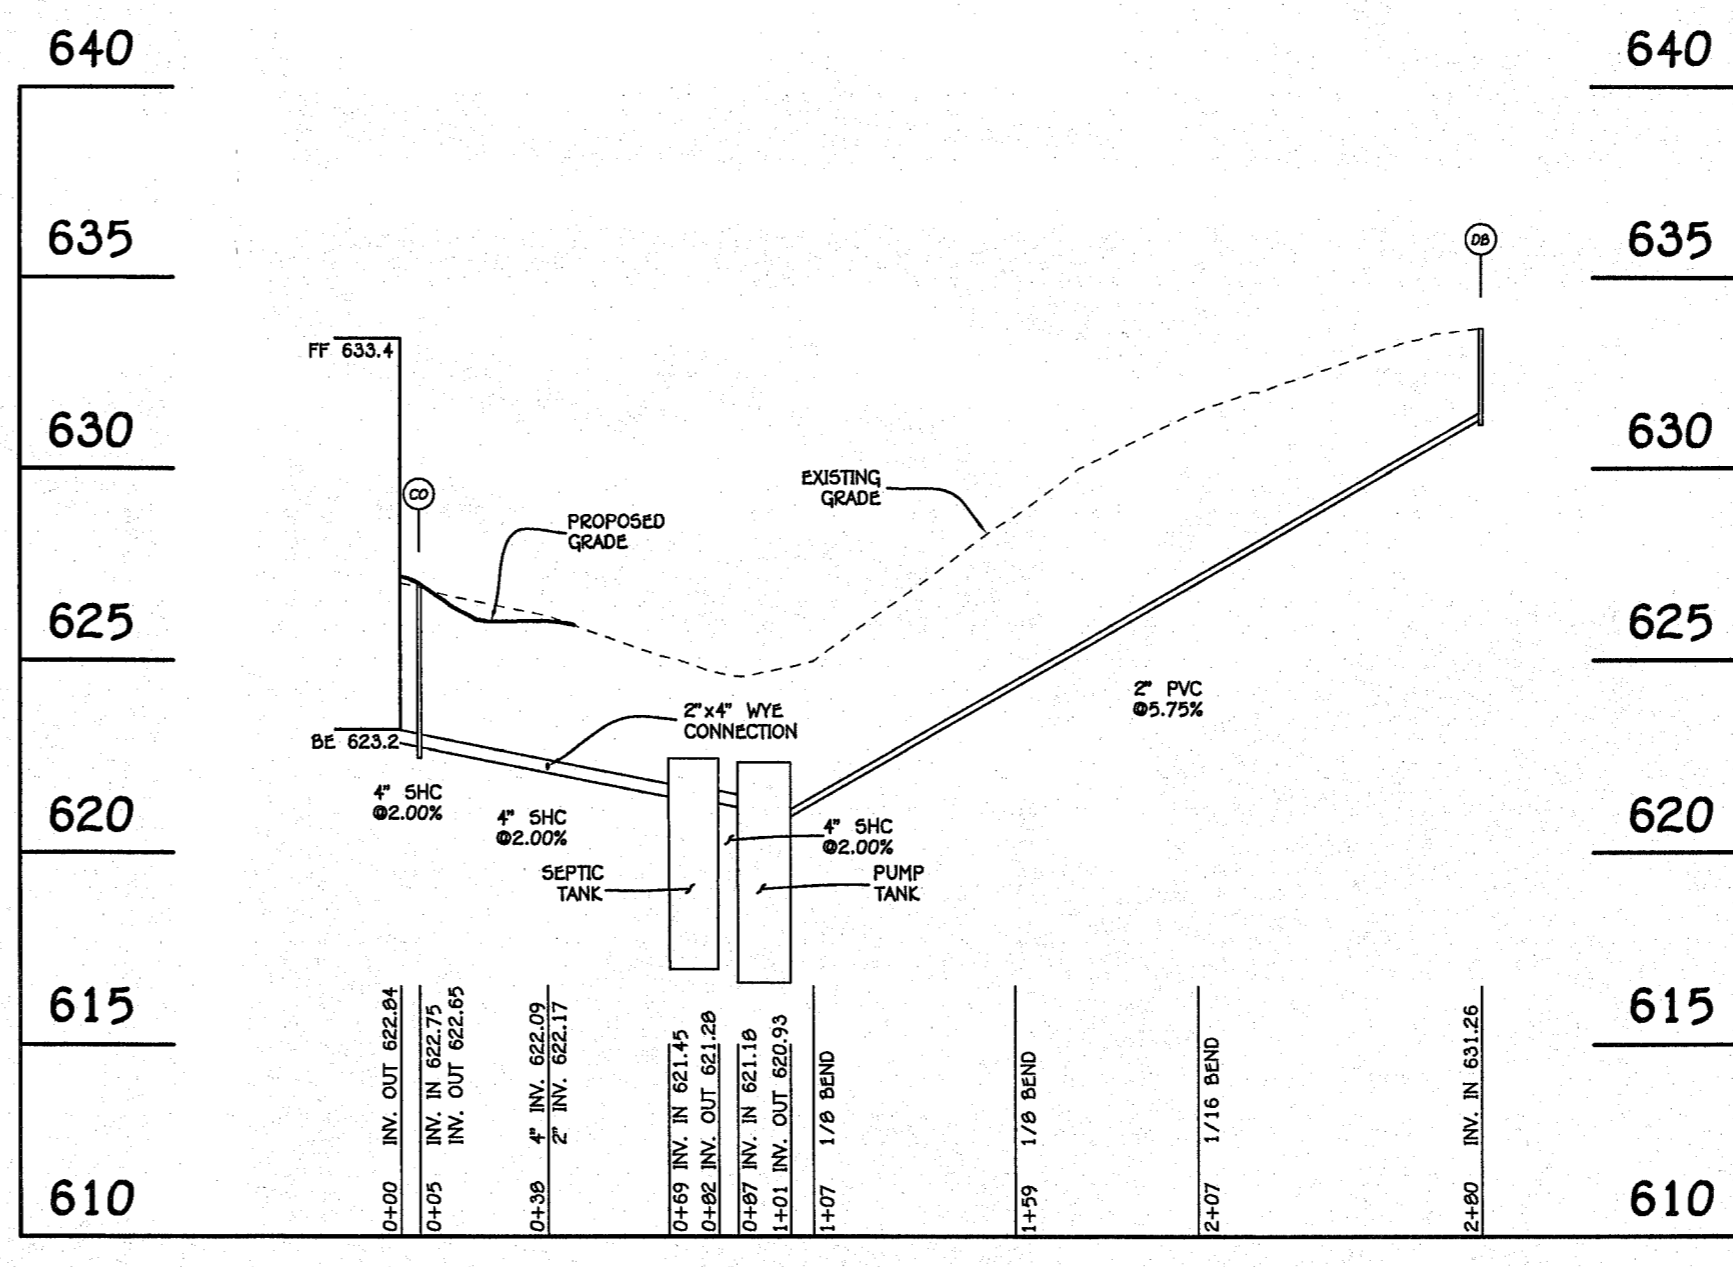 640
640
635
635
DB
FF 633.4
630
630
CO
EXISTING
GRADE
PROPOSED
GRADE
625
625
2" PVC
@5.75%
2"x4" WYE
CONNECTION
BE 623.2
4" SHC
@2.00%
4" SHC
@2.00%
620
620
4" SHC
@2.00%
SEPTIC
TANK
PUMP
TANK
615
615
0+00 INV. OUT 622.84
0+05 INV. IN 622.75
INV. OUT 622.65
0+38 4" INV. 622.09
2" INV. 622.17
0+69 INV. IN 621.45
0+82 INV. OUT 621.28
0+87 INV. IN 621.18
1+01 INV. OUT 620.93
1+07 1/8 BEND
1+59 1/8 BEND
2+07 1/16 BEND
2+80 INV. IN 631.26
610
610